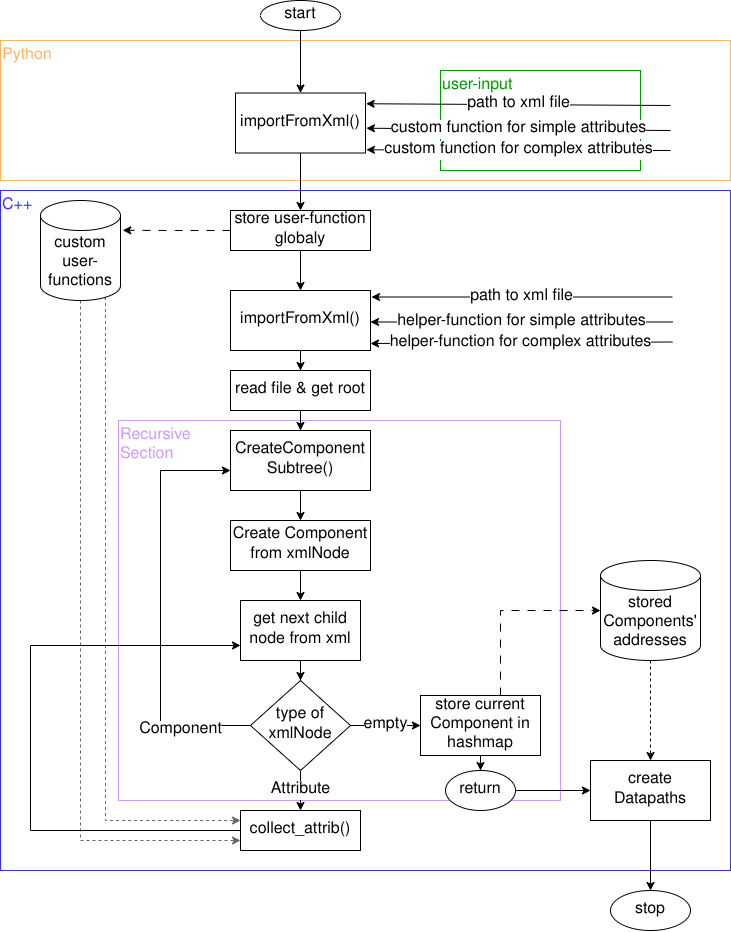 start
Python
user-input
path to xml file
importFromXml()
custom function for simple attributes
custom function for complex attributes
C++
store user-function
globaly
custom
user-
functions
path to xml file
importFromXml()
helper-function for simple attributes
helper-function for complex attributes
read file & get root
Recursive
Section
CreateComponent
Subtree()
Create Component
from xmlNode
stored
Components'
addresses
get next child
node from xml
type of
xmlNode
Component
empty
store current
Component in
hashmap
Attribute
return
create
Datapaths
collect_attrib()
stop